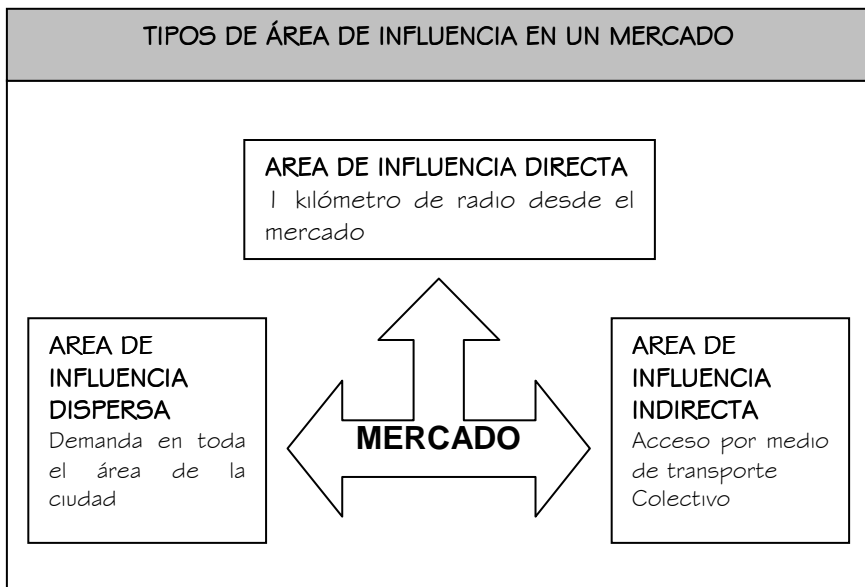 TIPOS DE ÁREA DE INFLUENCIA EN UN MERCADO
AREA DE INFLUENCIA DIRECTA
1 kilómetro de radio desde el
mercado
AREA DE
INFLUENCIA
DISPERSA
Demanda en toda
el área de la
ciudad
MERCADO
AREA DE
INFLUENCIA
INDIRECTA
Acceso por medio
de transporte
Colectivo